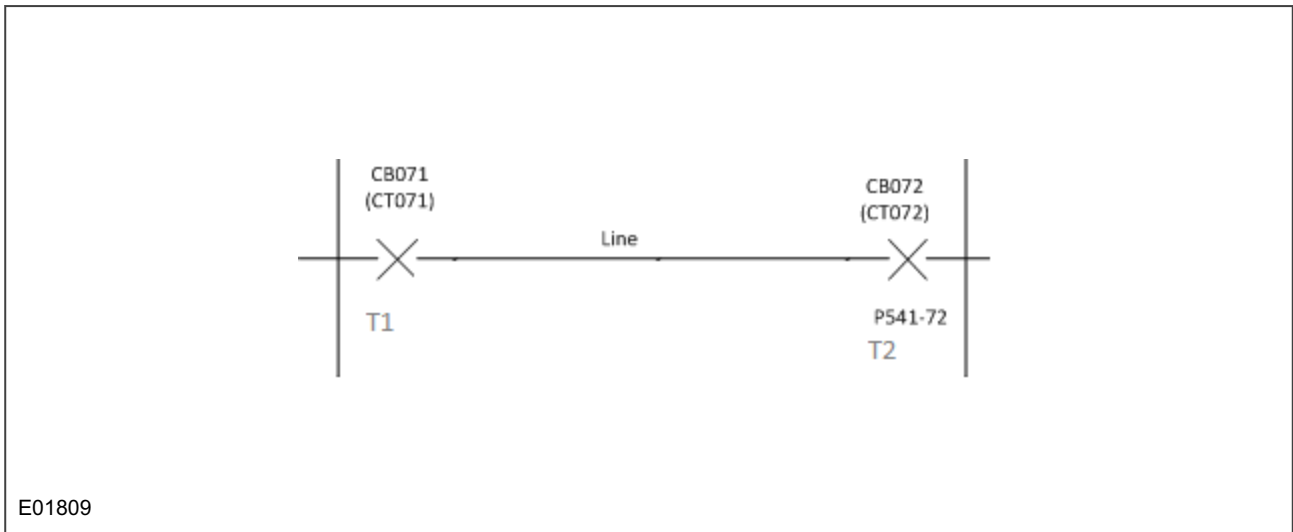 CB071
(CT071)
CB072
(CT072)
Line
T1
P541-72
T2
E01809